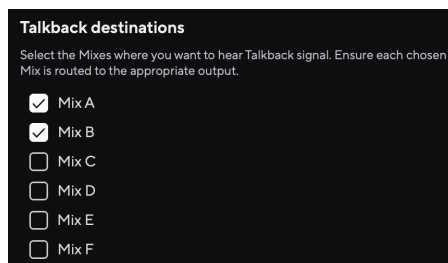 Talkback destinations
Select the Mixes where you want to hear Talkback signal. Ensure each chosen
Mix is routed to the appropriate output.
Mix A
Mix B
Mix C
Mix D
Mix E
Mix F